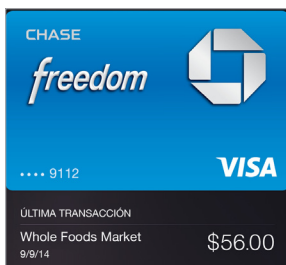 CHASE
freedom
•••• 9112
VISA
ÚLTIMA TRANSACCIÓN
Whole Foods Market
$56.00
9/9/14